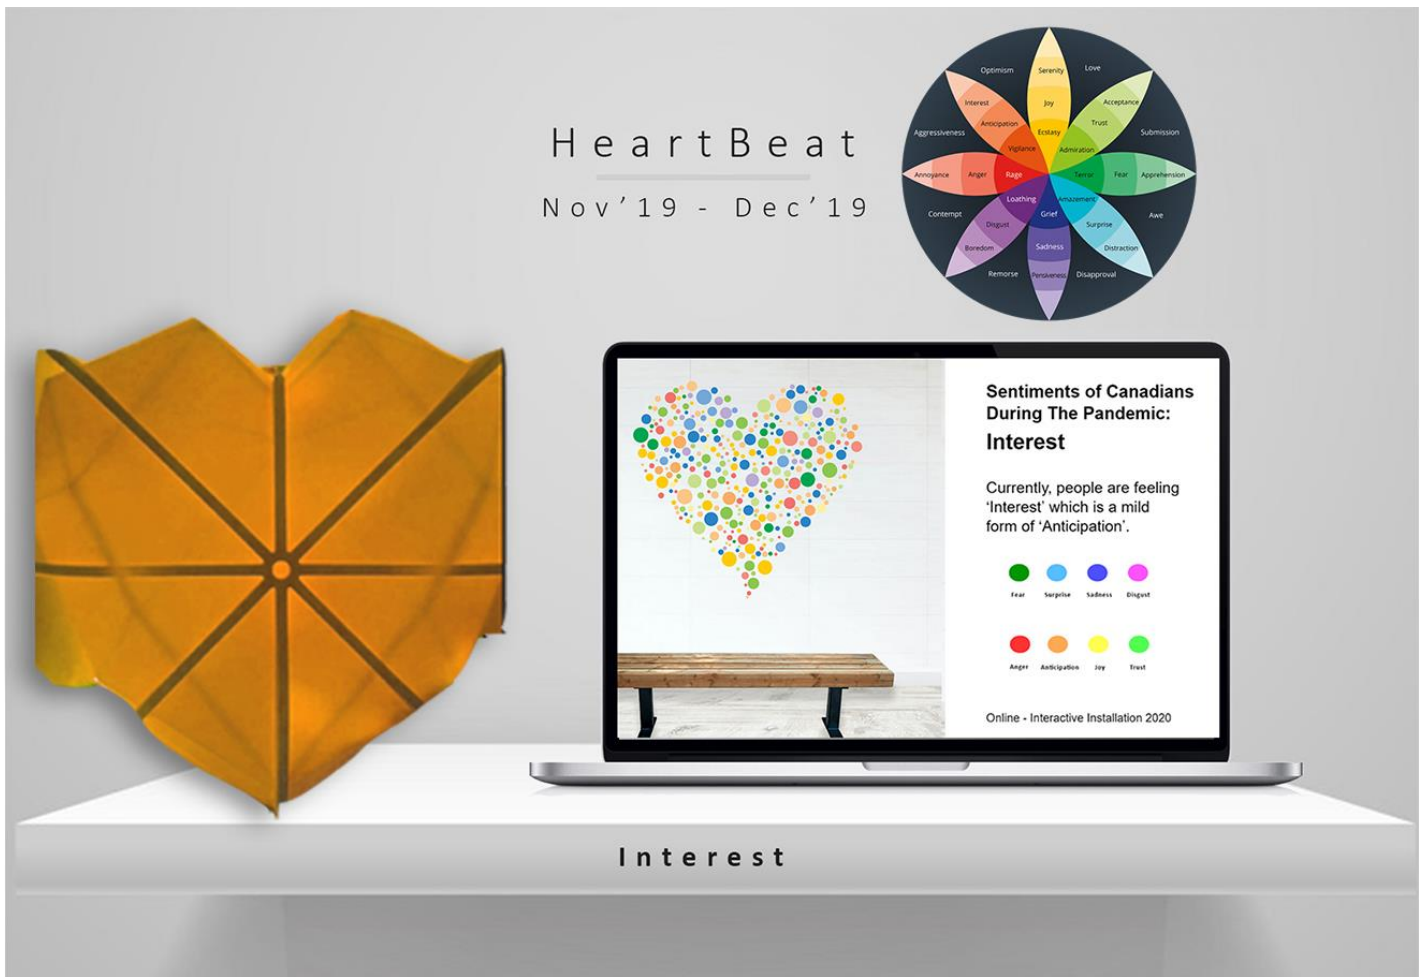 HeartBeat
Nov'19 - Dec'19
Optimism
Serenity
Love
Interest
Joy
Acceptance
Anticipation
Trust
Aggressiveness
Ecstasy
Submission
Vigilance
Admiration
Annoyance
Anger
Rage
Terror
Fear
Apprehension
Loathing
Amazement
Contempt
Grief
Awe
Disgust
Surprise
Boredom
Sadness
Distraction
Remorse
Pensiveness
Disapproval
Sentiments of Canadians
During The Pandemic:
Interest
Currently, people are feeling
'Interest' which is a mild
form of 'Anticipation'.
Fear Surprise Sadness Disgust
Anger Anticipation Joy Trust
Online - Interactive Installation 2020
Interest